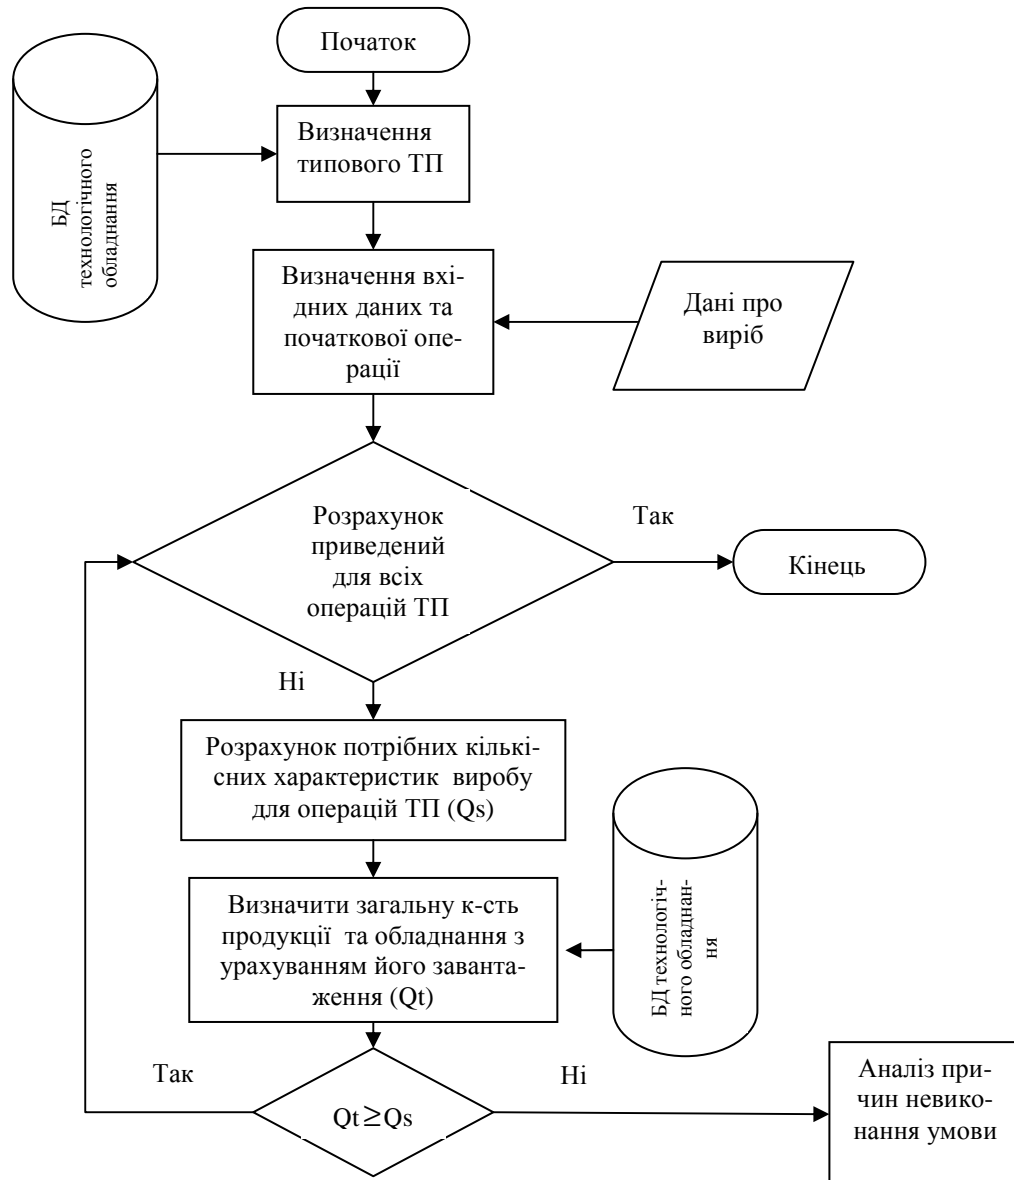 Початок
Визначення
типового ТП
БД
технологічного
обладнання
Визначення вхі-
дних даних та
початкової опе-
рації
Дані про
виріб
Розрахунок
приведений
для всіх
операцій ТП
Так
Кінець
Ні
Розрахунок потрібних кількі-
сних характеристик виробу
для операцій ТП (Qs)
Визначити загальну к-сть
продукції та обладнання з
урахуванням його заванта-
ження (Qt)
БД технологіч-
ного обладнан-
ня
Так
Qt≥Qs
Ні
Аналіз при-
чин невико-
нання умови